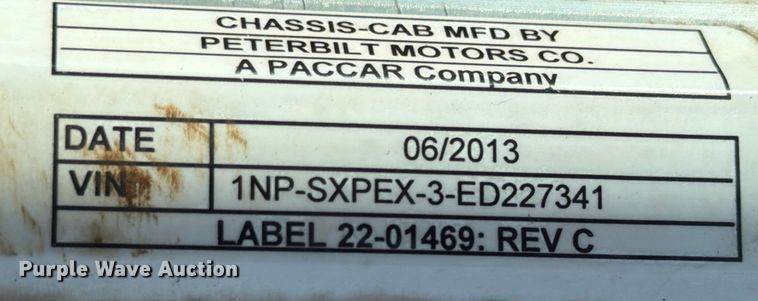 CHASSIS-CAB MFD BY
PETERBILT MOTORS CO.
A PACCAR Company
DATE 06/2013
VIN 1NP-SXPEX-3-ED227341
LABEL 22-01469: REV C
Purple Wave Auction